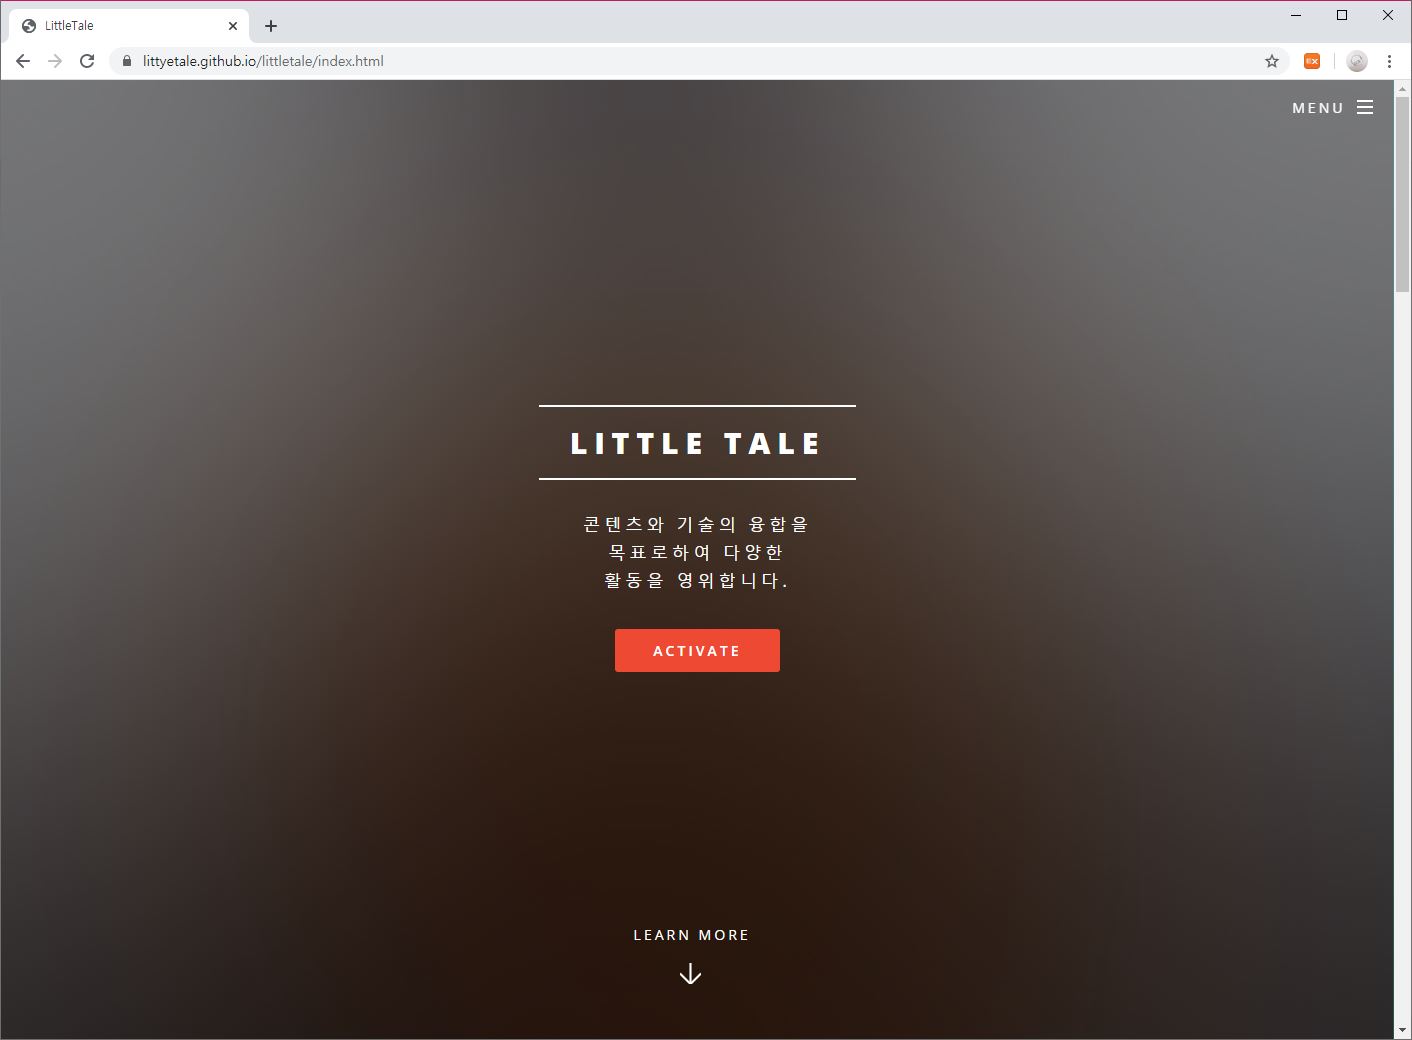 LittleTale
littyetale.github.io/littletale/index.html
EX
MENU
LITTLE TALE
콘텐츠와 기술의 융합을
목표로하여 다양한
활동을 영위합니다.
ACTIVATE
LEARN MORE